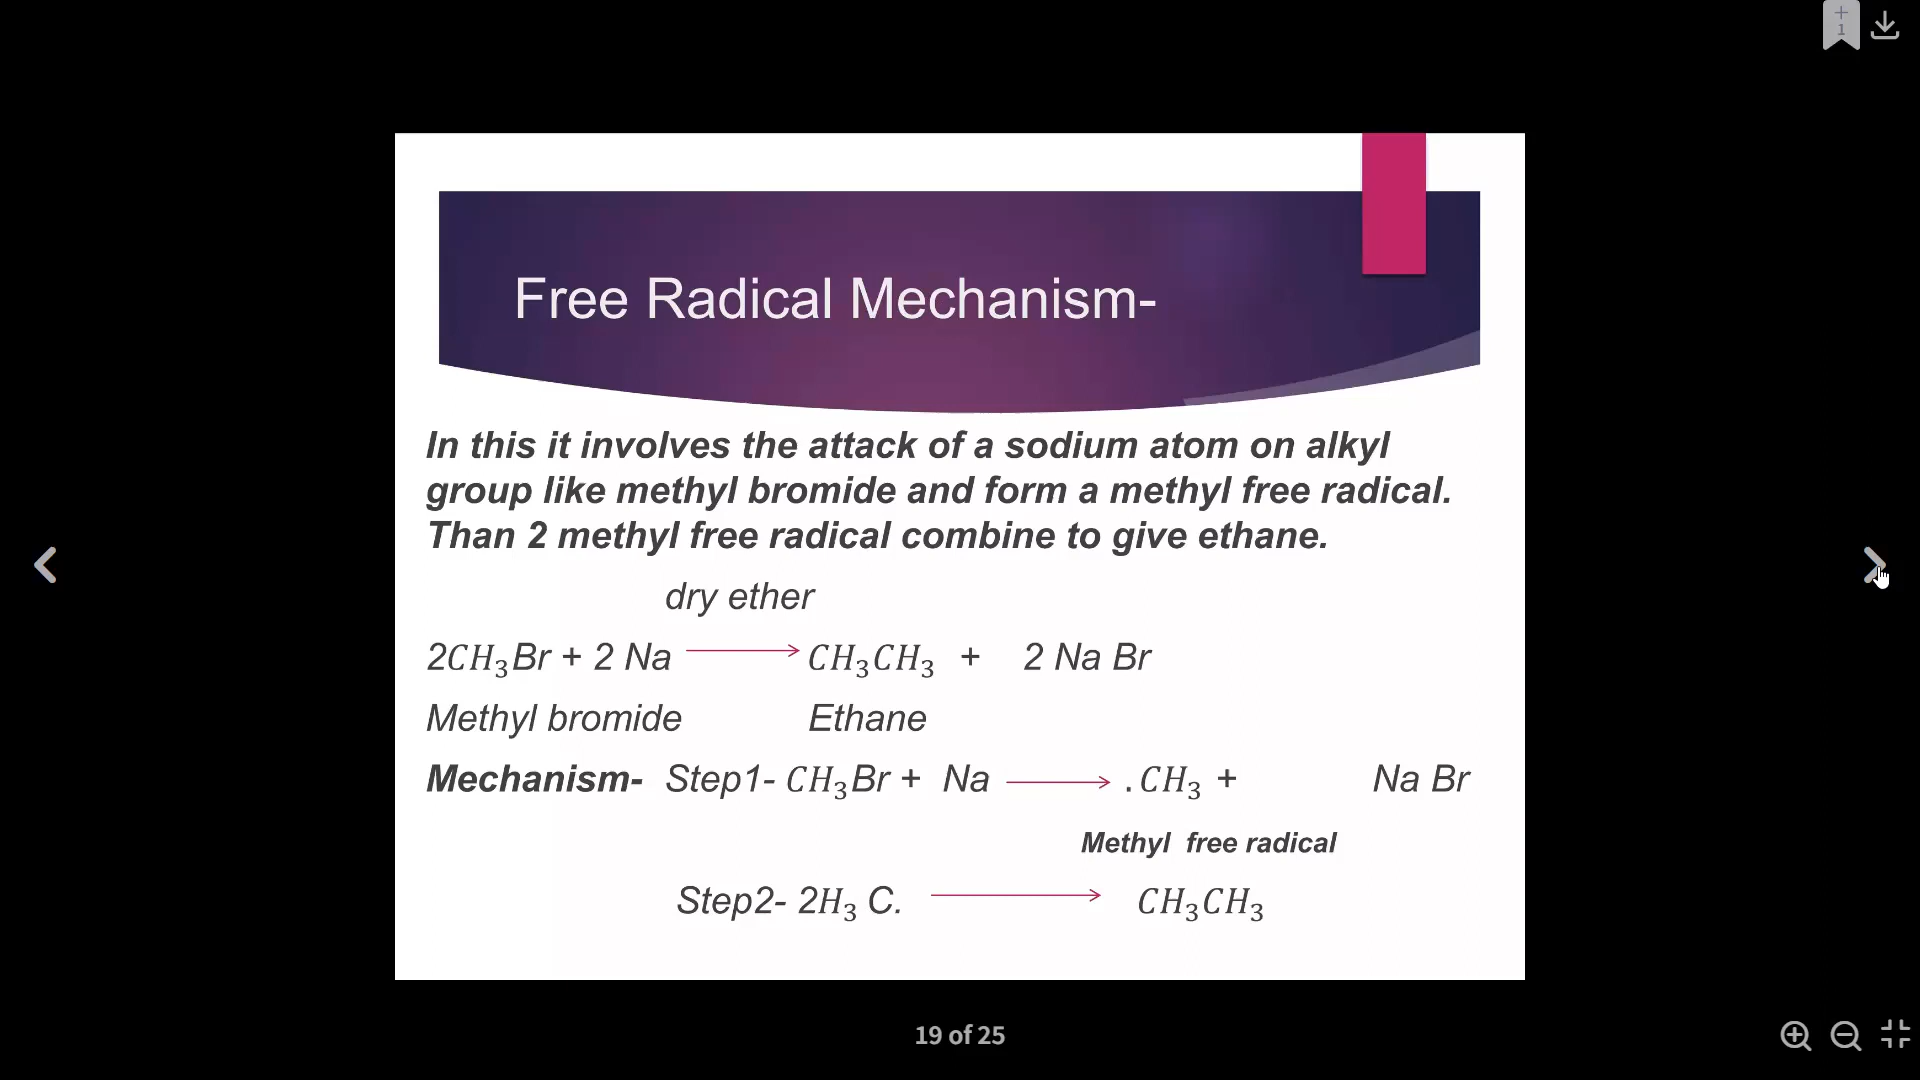 +
1
Free Radical Mechanism-
In this it involves the attack of a sodium atom on alkyl
group like methyl bromide and form a methyl free radical.
Than 2 methyl free radical combine to give ethane.
dry ether
2CH₃Br + 2 Na ⟶ CH₃CH₃ + 2 Na Br
Methyl bromide Ethane
Mechanism- Step1- CH₃Br + Na ⟶ .CH₃ + Na Br
Methyl free radical
Step2- 2H₃ C. ⟶ CH₃CH₃
19 of 25